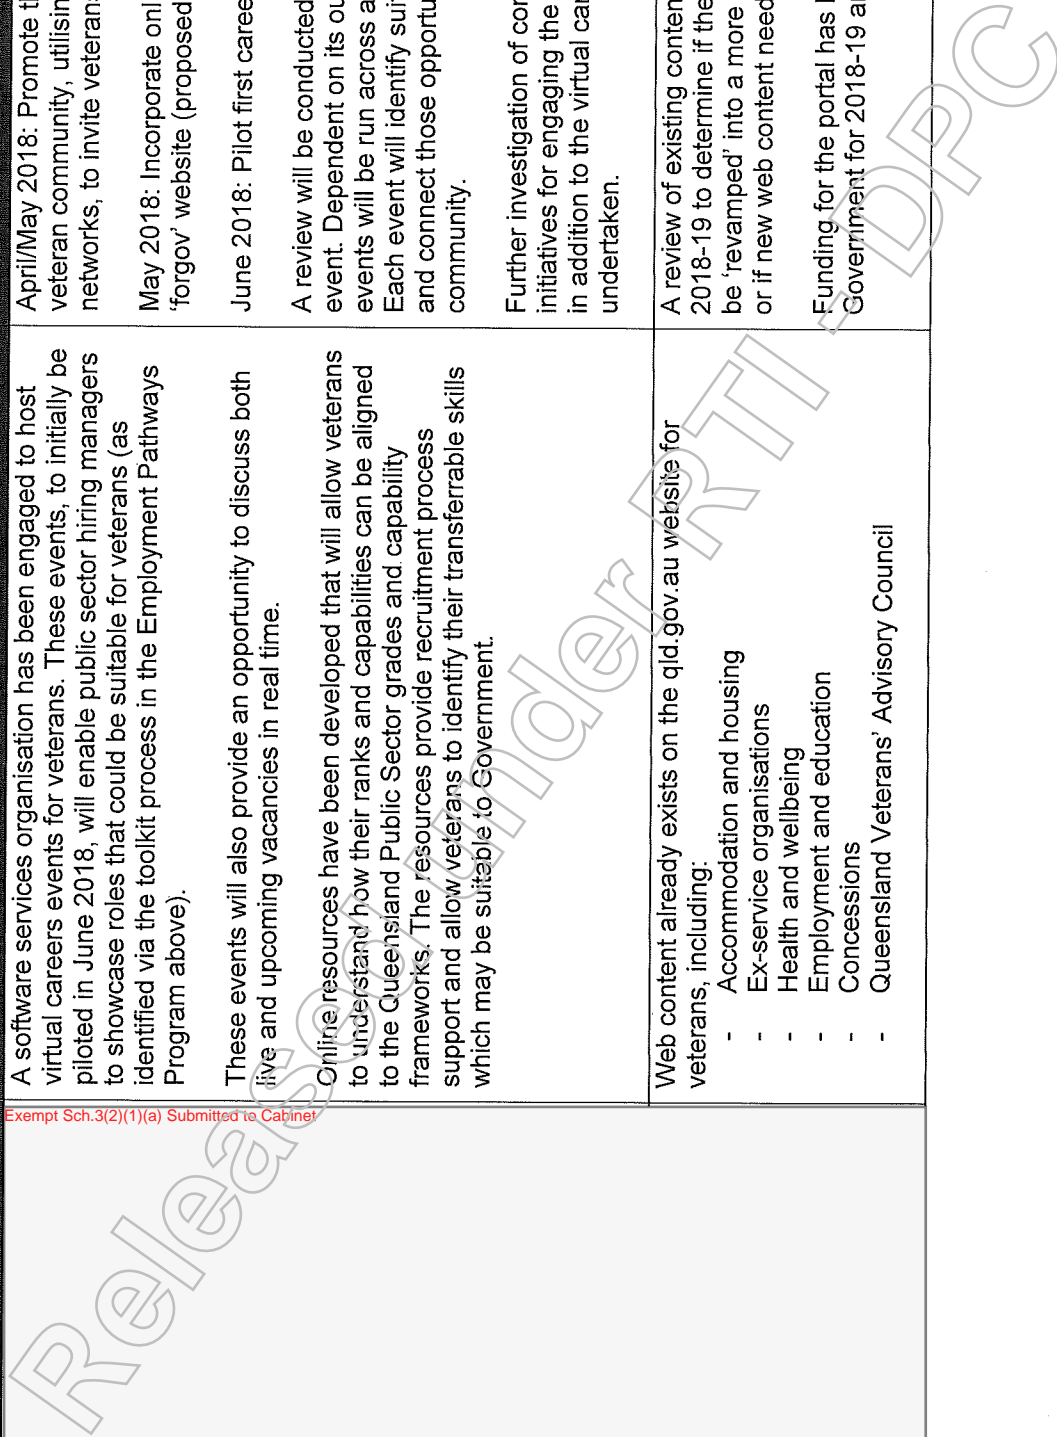 A software services organisation has been engaged to host
virtual careers events for veterans. These events, to initially be
piloted in June 2018, will enable public sector hiring managers
to showcase roles that could be suitable for veterans (as
identified via the toolkit process in the Employment Pathways
Program above).
These events will also provide an opportunity to discuss both
live and upcoming vacancies in real time.
Online resources have been developed that will allow veterans
to understand how their ranks and capabilities can be aligned
to the Queensland Public Sector grades and capability
frameworks. The resources provide recruitment process
support and allow veterans to identify their transferrable skills
which may be suitable to Government.
April/May 2018: Promote
veteran community,
networks, to invite
May 2018: Incorporate
'forgov' website (proposed
June 2018: Pilot first
A review will be conducted
event. Dependent on its
events will be run across
Each event will identify
and connect those
community.
Further investigation of
initiatives for engaging the
in addition to the virtual
undertaken.
Web content already exists on the qld.gov.au website for
veterans, including:
- Accommodation and housing
- Ex-service organisations
- Health and wellbeing
- Employment and education
- Concessions
- Queensland Veterans' Advisory Council
A review of existing
2018-19 to determine if the
be 'revamped' into a more
or if new web content
Funding for the portal has
Government for 2018-19
Exempt Sch.3(2)(1)(a) Submitted to Cabinet
Released under RTI - DPC